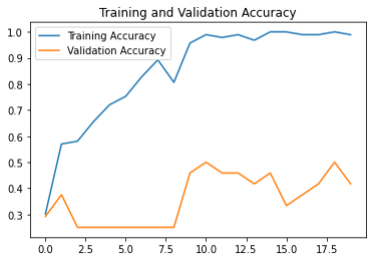 Training and Validation Accuracy
Training Accuracy
Validation Accuracy
1.0
0.9
0.8
0.7
0.6
0.5
0.4
0.3
0.0 2.5 5.0 7.5 10.0 12.5 15.0 17.5